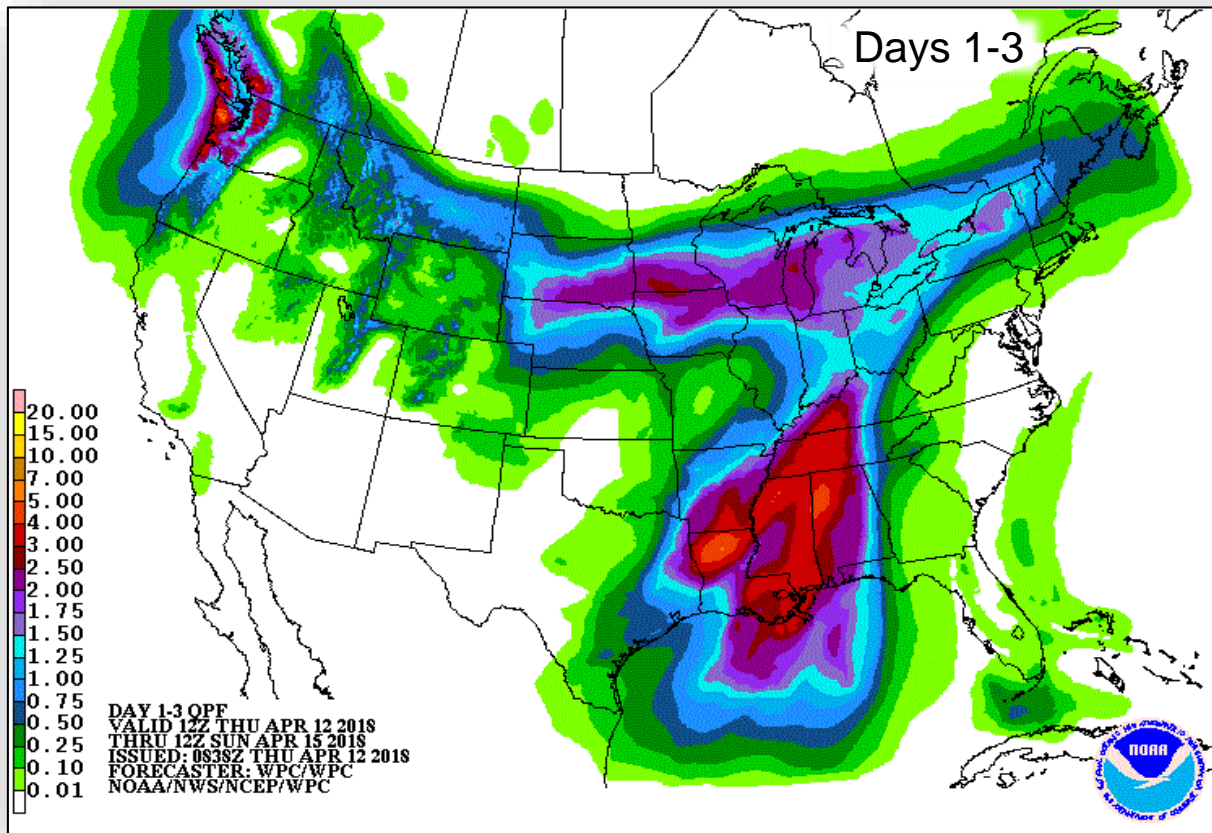 Days 1-3
20.00
15.00
10.00
7.00
5.00
4.00
3.00
2.50
2.00
1.75
1.50
1.25
1.00
0.75
0.50
0.25
0.10
0.01
DAY 1-3 QPF
VALID 12Z THU APR 12 2018
THRU 12Z SUN APR 15 2018
ISSUED: 0838Z THU APR 12 2018
FORECASTER: WPC/WPC
NOAA/NWS/NCEP/WPC
NOAA